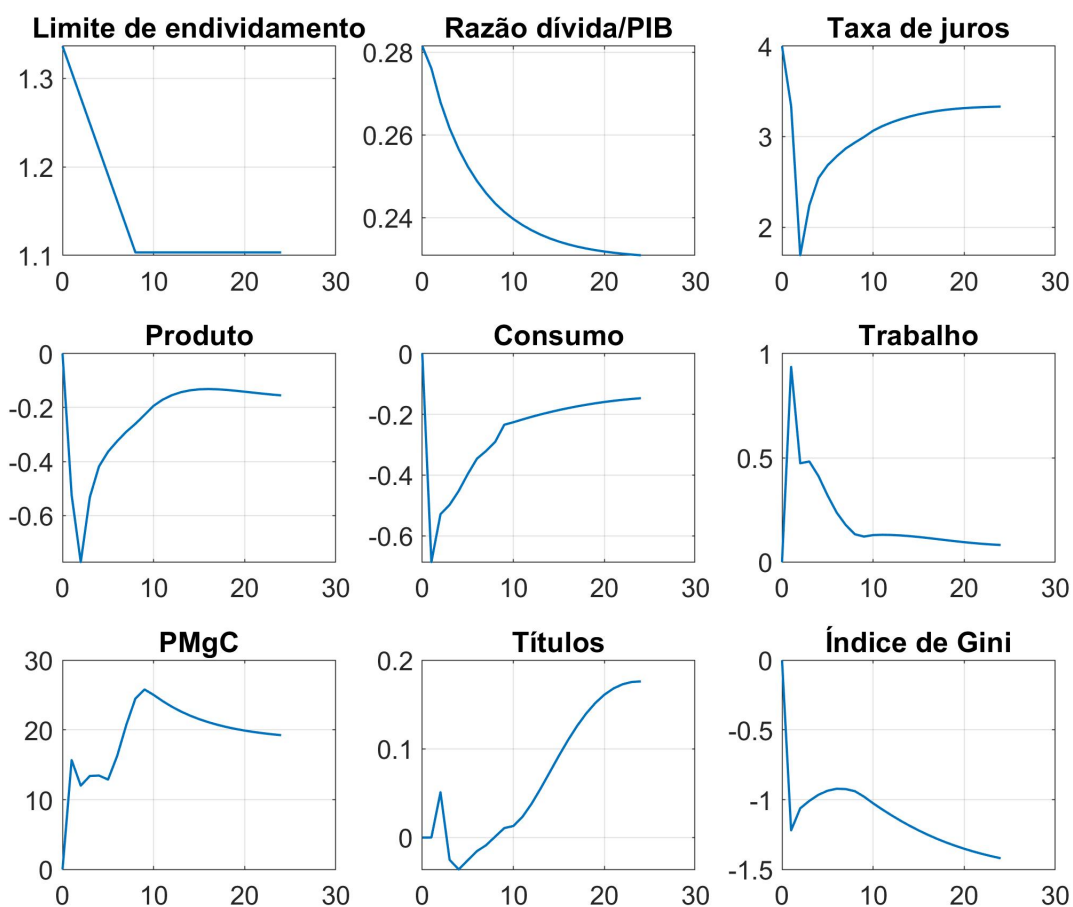 Limite de endividamento
1.3
1.2
1.1
0 10 20 30
Razão dívida/PIB
0.28
0.26
0.24
0 10 20 30
Taxa de juros
4
3
2
0 10 20 30
Produto
0
-0.2
-0.4
-0.6
0 10 20 30
Consumo
0
-0.2
-0.4
-0.6
0 10 20 30
Trabalho
1
0.5
0
0 10 20 30
PMgC
30
20
10
0
0 10 20 30
Títulos
0.2
0.1
0
0 10 20 30
Índice de Gini
0
-0.5
-1
-1.5
0 10 20 30